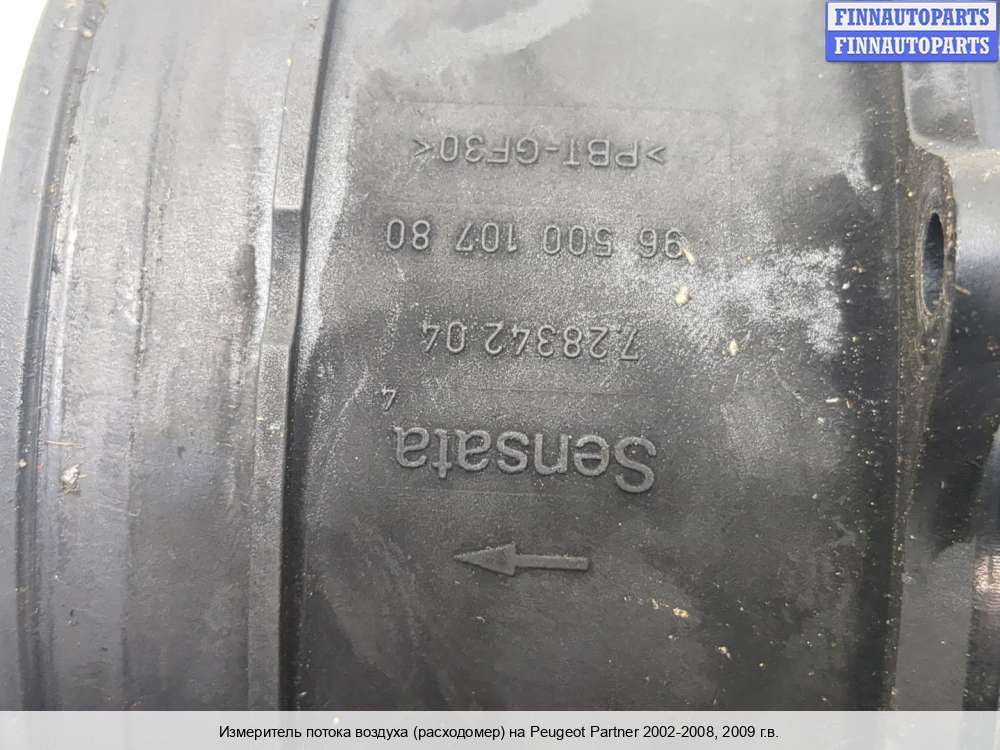 FINNAUTOPARTS
FINNAUTOPARTS
Sensata
4
7.28342 04
96 500 107 80
>PBT-GF30<
Измеритель потока воздуха (расходомер) на Peugeot Partner 2002-2008, 2009 г.в.